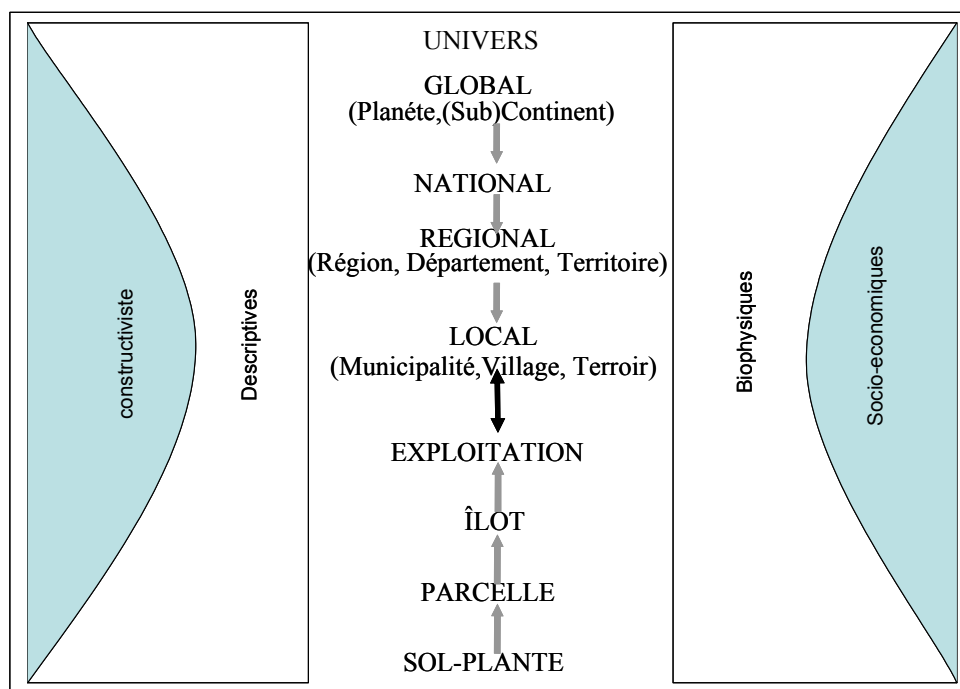 UNIVERS
GLOBAL
(Planéte,(Sub)Continent)
NATIONAL
REGIONAL
(Région, Département, Territoire)
LOCAL
(Municipalité,Village, Terroir)
EXPLOITATION
ÎLOT
PARCELLE
SOL-PLANTE
constructiviste
Descriptives
Biophysiques
Socio-economiques